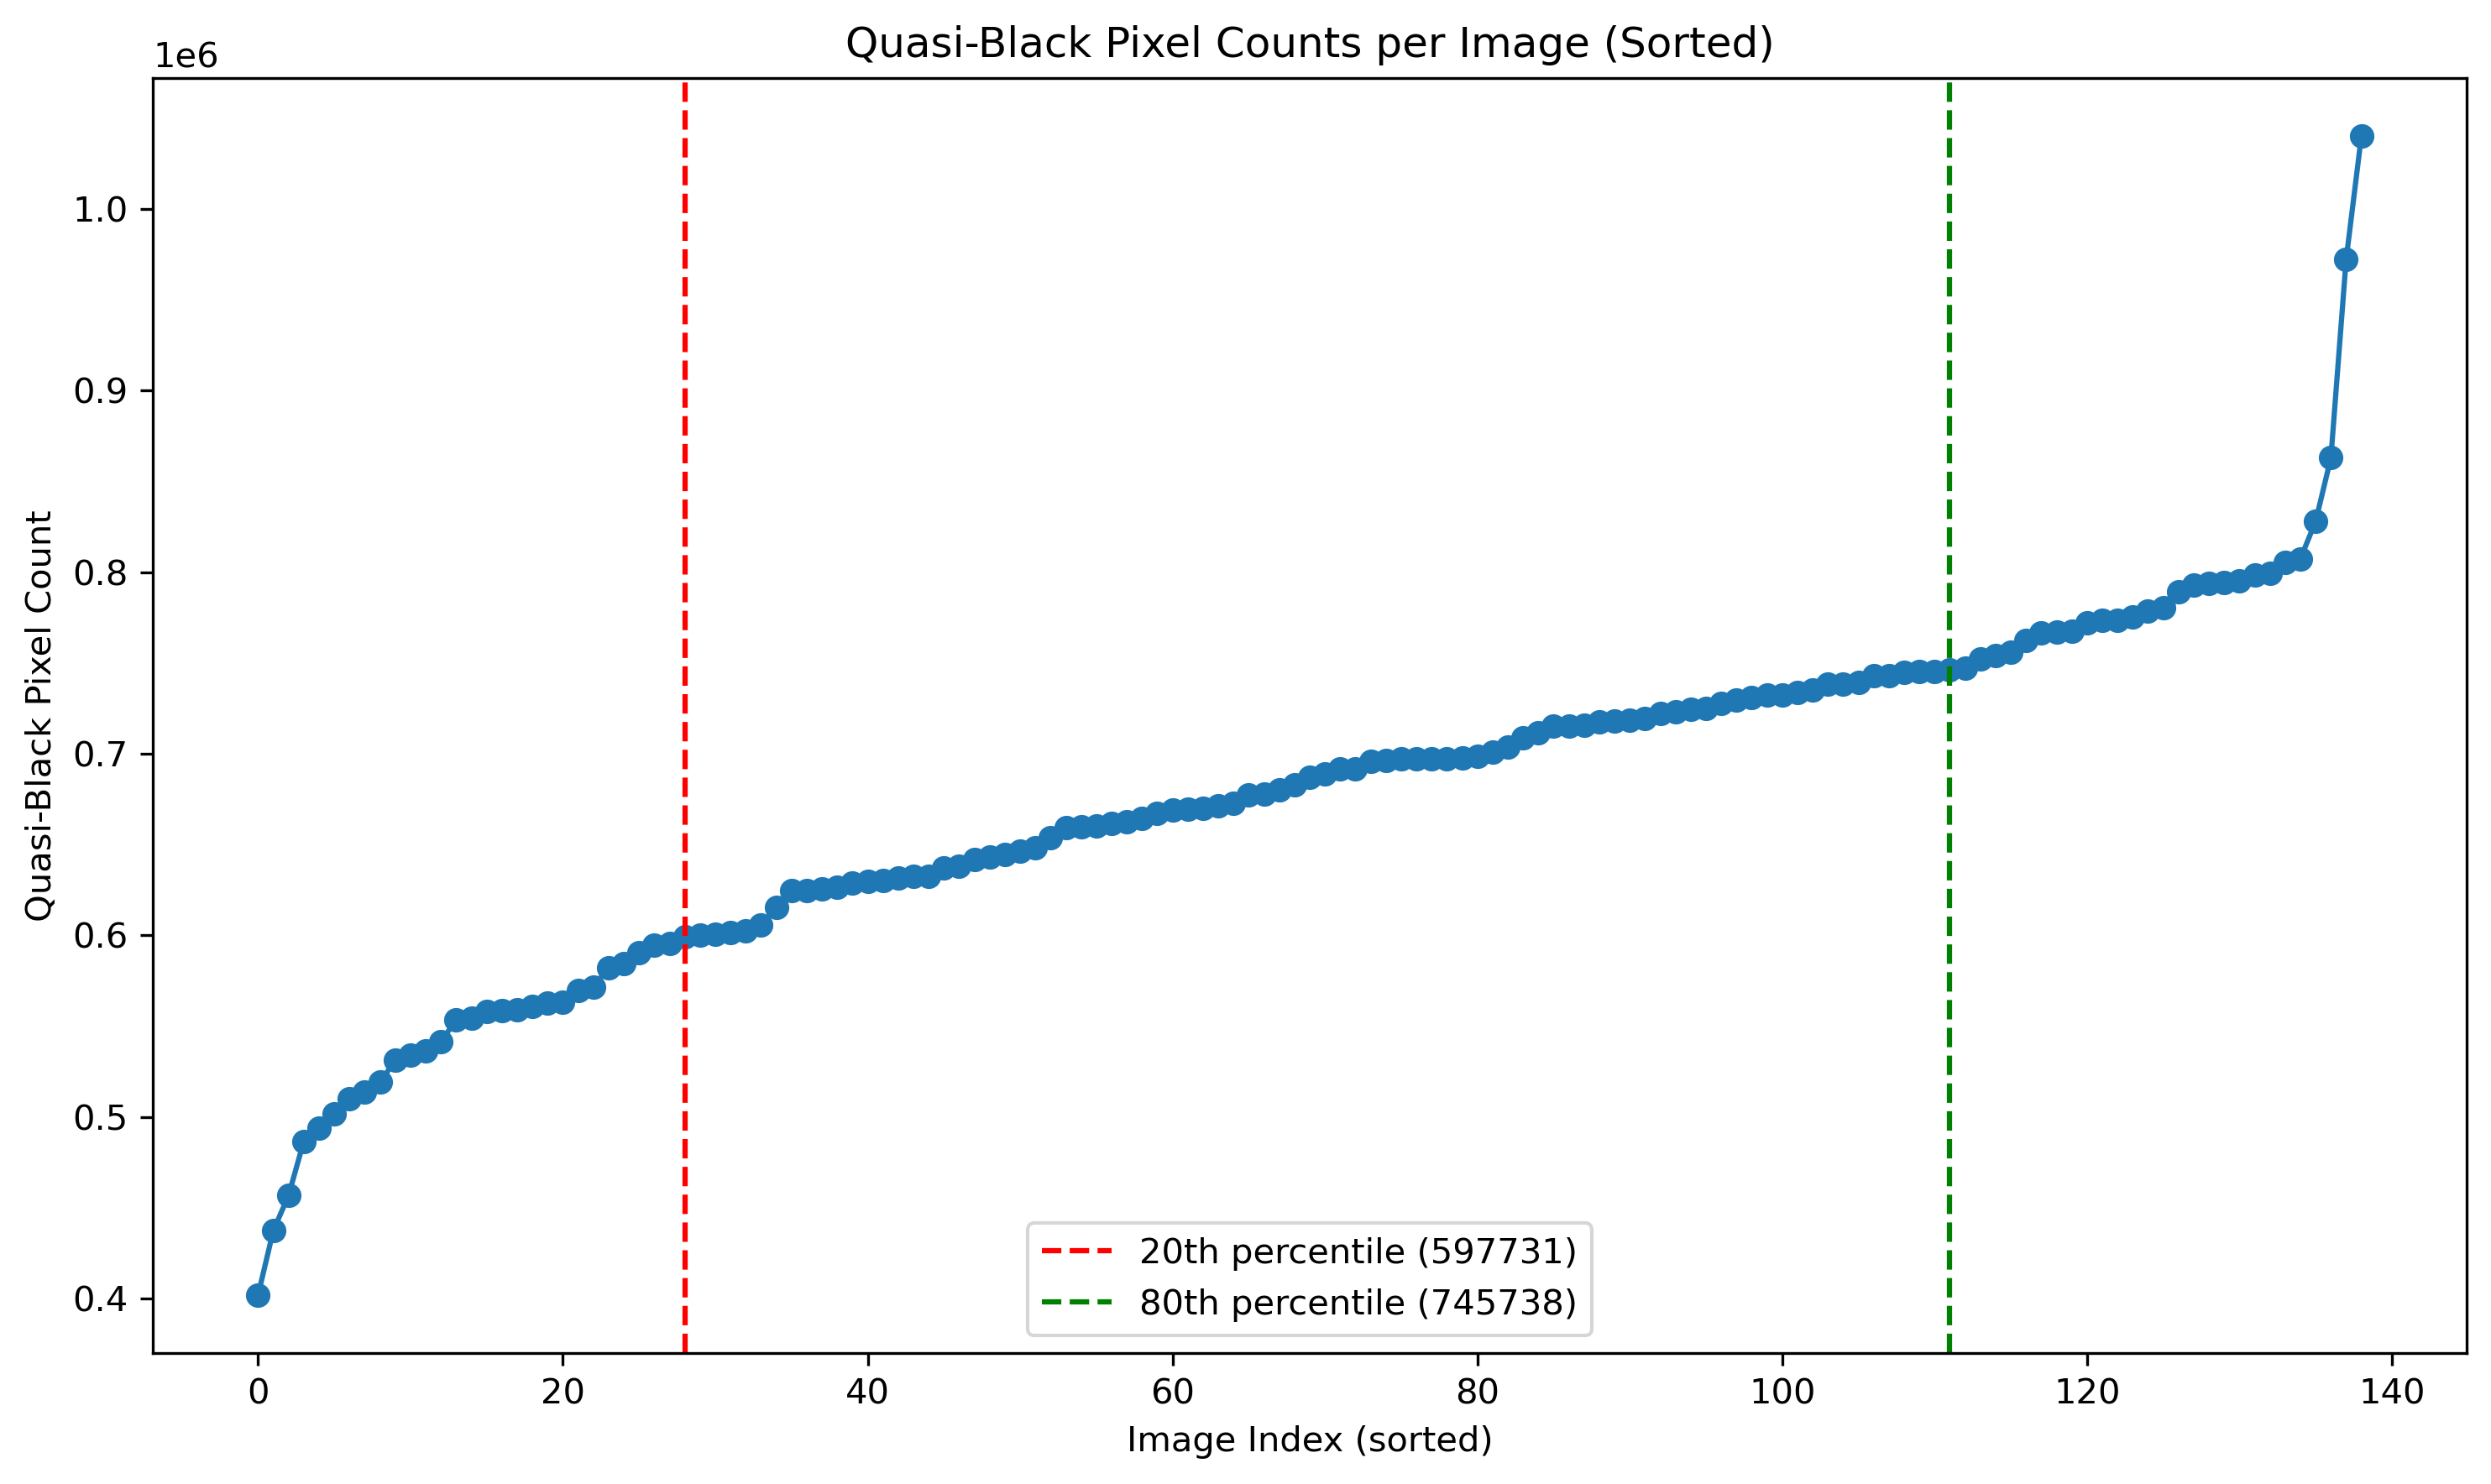 Quasi-Black Pixel Counts per Image (Sorted)
1e6
1.0
0.9
0.8
0.7
0.6
0.5
0.4
Quasi-Black Pixel Count
20th percentile (597731)
80th percentile (745738)
0 20 40 60 80 100 120 140
Image Index (sorted)